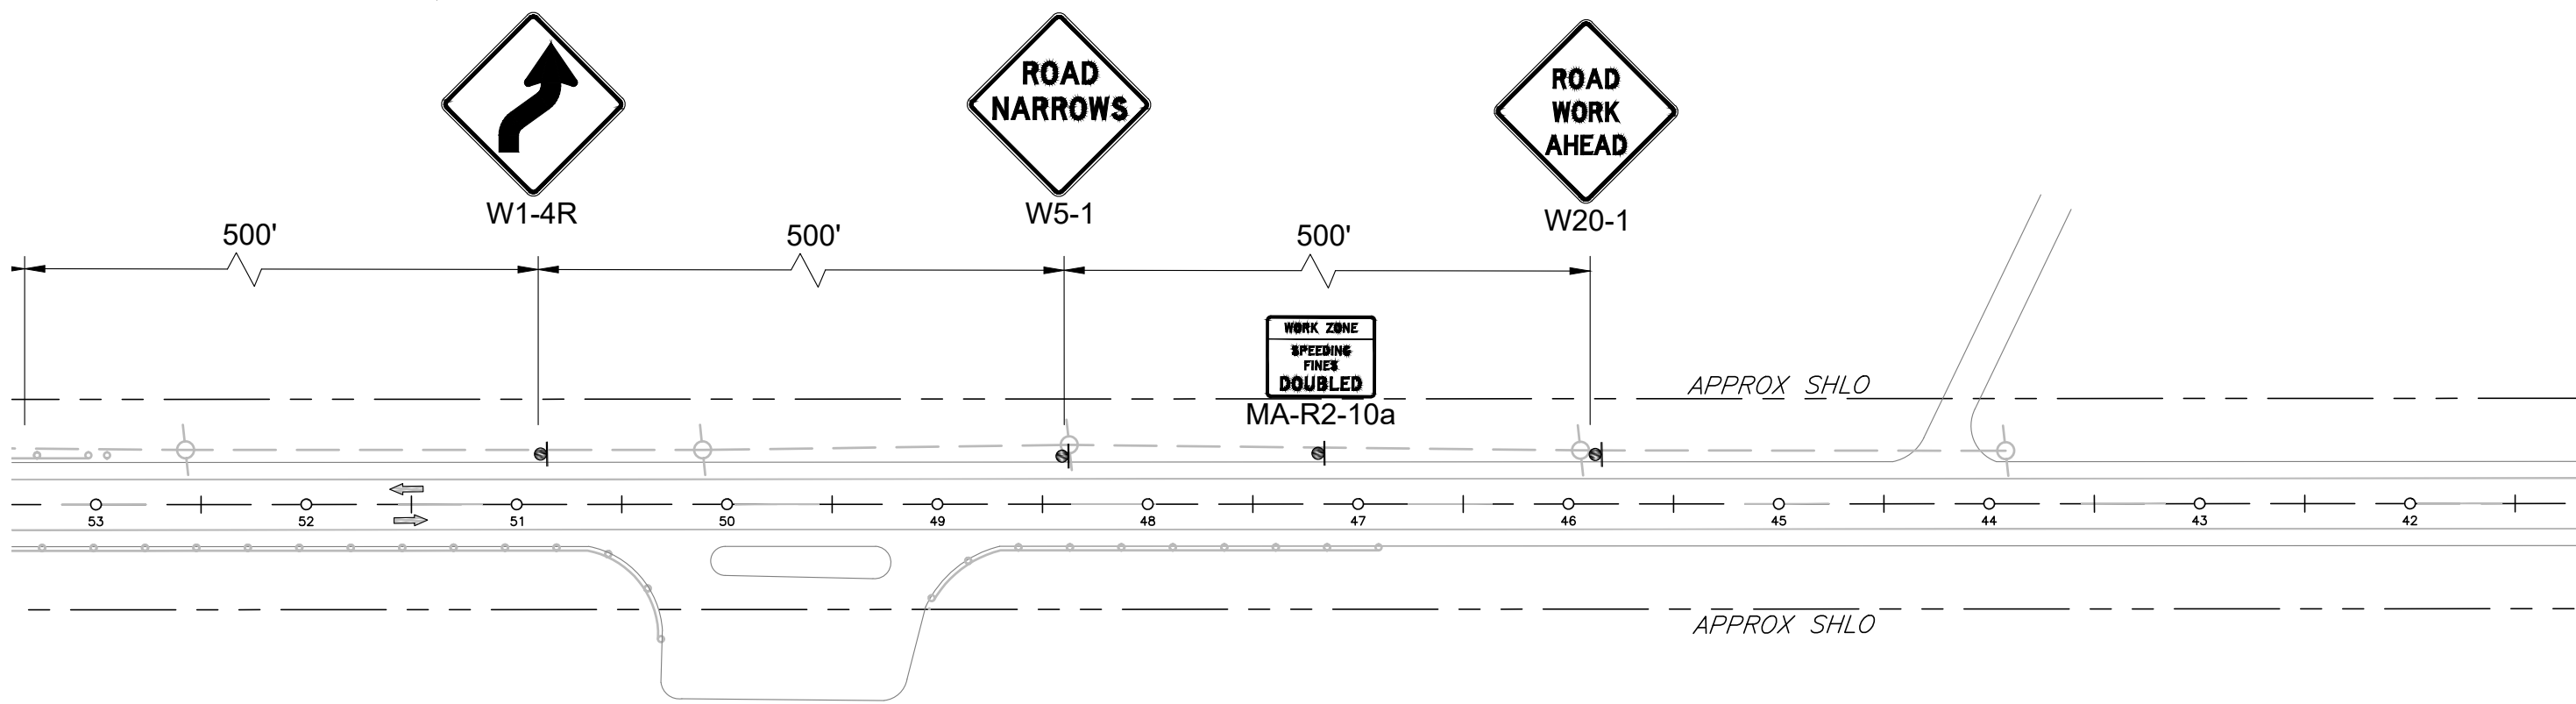 ROAD
NARROWS
ROAD
WORK
AHEAD
W1-4R
W5-1
W20-1
500'
500'
500'
WORK ZONE
SPEEDING
FINES
DOUBLED
MA-R2-10a
APPROX SHLO
53
52
51
50
49
48
47
46
45
44
43
42
APPROX SHLO